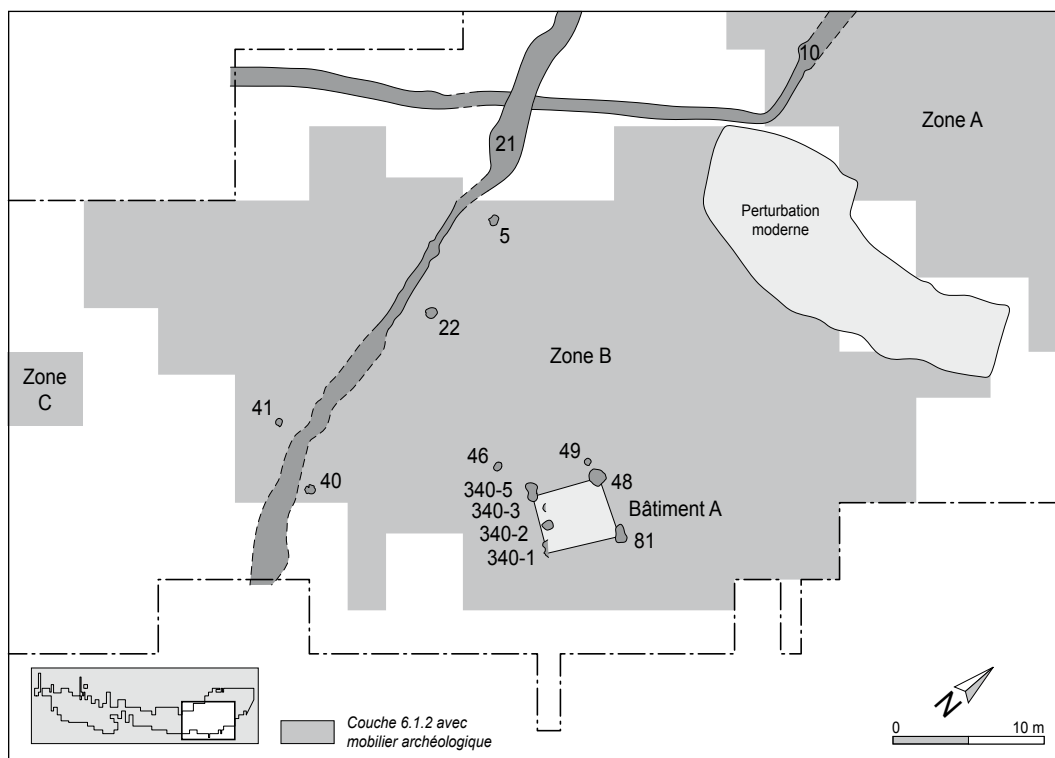 10
Zone A
21
Perturbation
moderne
5
22
Zone B
Zone
C
41
46
49
40
340-5
48
340-3
Bâtiment A
340-2
81
340-1
N
Couche 6.1.2 avec
mobilier archéologique
0
10 m